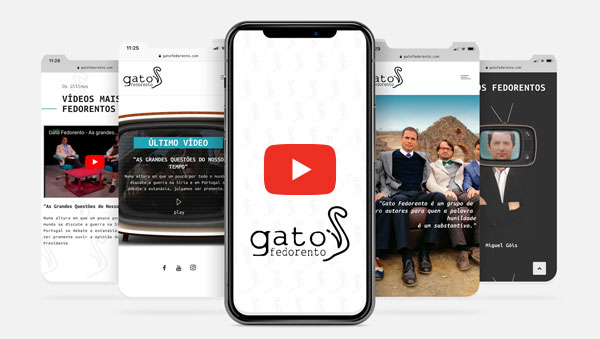 11:29
gatofedorento.com
Os últimos
VÍDEOS MAIS
FEDORENTOS
Gato Fedorento - As grandes...
"As Grandes Questões do Nosso
Numa altura em que um pouco por
mundo se discute a guerra na Síria e
Portugal se debate a eutanásia,
ser premente ouvir a opinião do
Presidente
11:25
gatofedorento.com
gato
fedorento
ÚLTIMO VÍDEO
"AS GRANDES QUESTÕES DO NOSSO
TEMPO"
Numa altura em que um pouco por todo o mundo
discute a guerra na Síria e em Portugal se
debate a eutanásia, julgamos ser premente.
play
gato
fedorento
gatofedorento.com
gato
fedorento
"Gato Fedorento é um grupo de
autores para quem a palavra
humildade
é um substantivo."
gatofedorento.com
OS FEDORENTOS
Miguel Góis